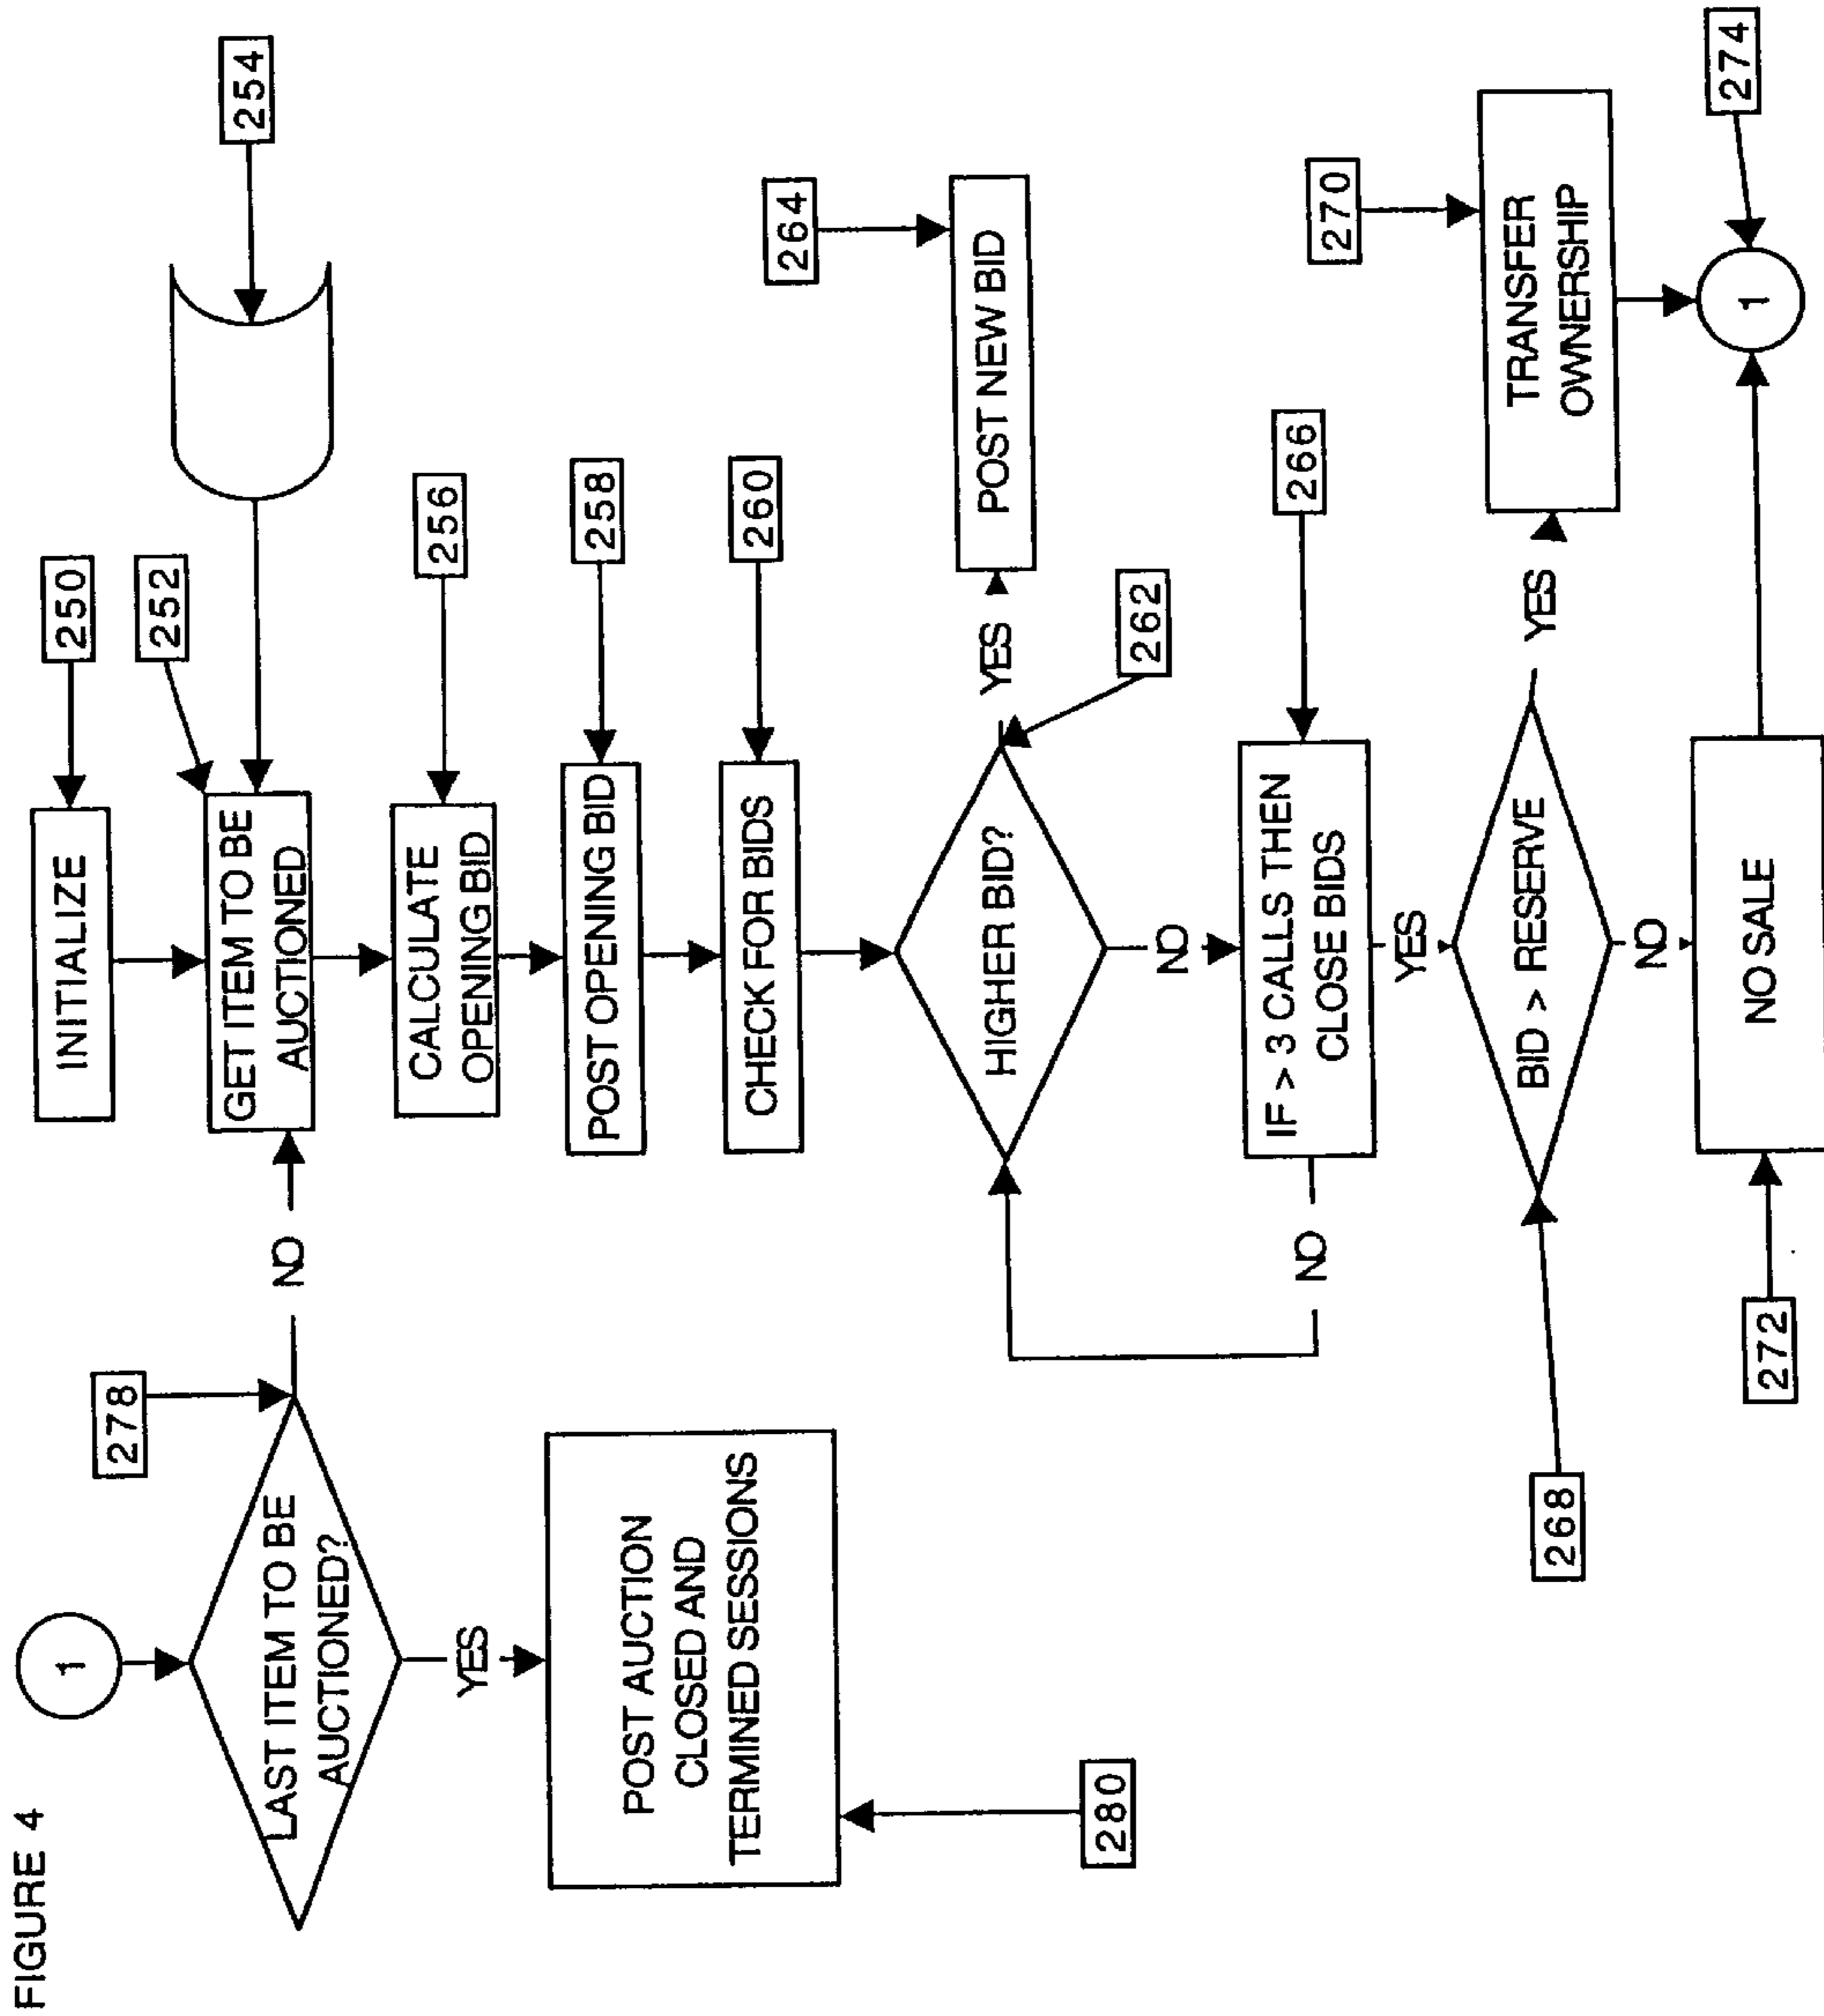 FIGURE 4
1
278
LAST ITEM TO BE
AUCTIONED?
NO
YES
POST AUCTION
CLOSED AND
TERMINED SESSIONS
280
INITIALIZE
250
252
GET ITEM TO BE
AUCTIONED
254
CALCULATE
OPENING BID
256
POST OPENING BID
258
CHECK FOR BIDS
260
HIGHER BID?
YES
POST NEW BID
264
262
NO
IF > 3 CALLS THEN
CLOSE BIDS
266
NO
YES
BID > RESERVE
268
YES
TRANSFER
OWNERSHIP
270
NO
NO SALE
272
1
274